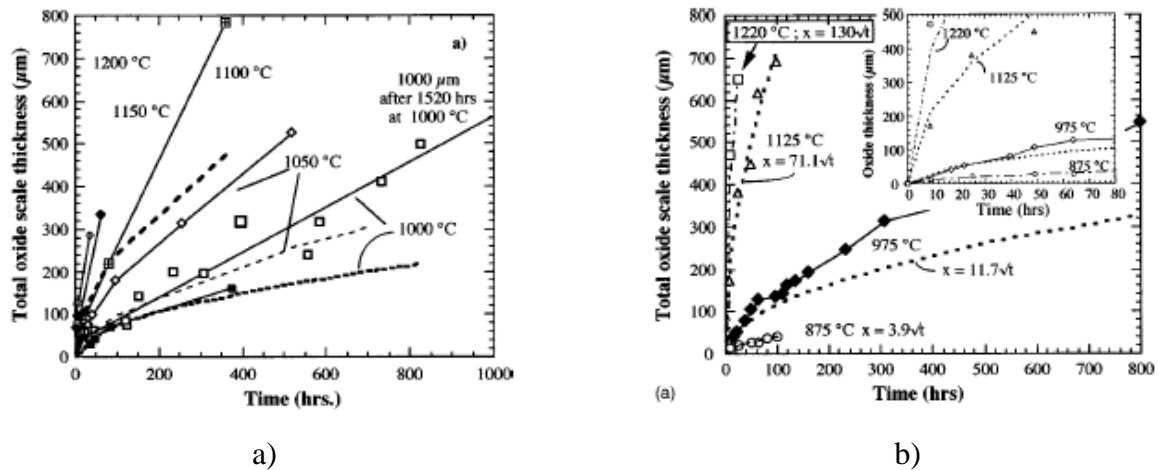 Total oxide scale thickness (µm)
800
700
600
500
400
300
200
100
0
1200 °C
1150 °C
1100 °C
a)
1000 µm
after 1520 hrs
at 1000 °C
1050 °C
1000 °C
0 200 400 600 800 1000
Time (hrs.)
a)
Total oxide scale thickness (µm)
800
700
600
500
400
300
200
100
0
1220 °C ; x = 130√t
1125 °C
x = 71.1√t
975 °C
x = 11.7√t
875 °C x = 3.9√t
0 100 200 300 400 500 600 700 800
(a)
Time (hrs)
Oxide thickness (µm)
500
400
300
200
100
0
1220 °C
1125 °C
975 °C
875 °C
0 10 20 30 40 50 60 70 80
Time (hrs)
b)